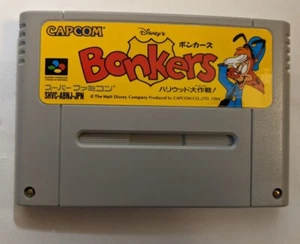 CAPCOM
Disney's
ボンカーズ
Bonkers
ハリウッド大作戦!
スーパーファミコン
SHVC-ABNJ-JPN
© The Walt Disney Company Produced by CAPCOM CO.,LTD. 1994